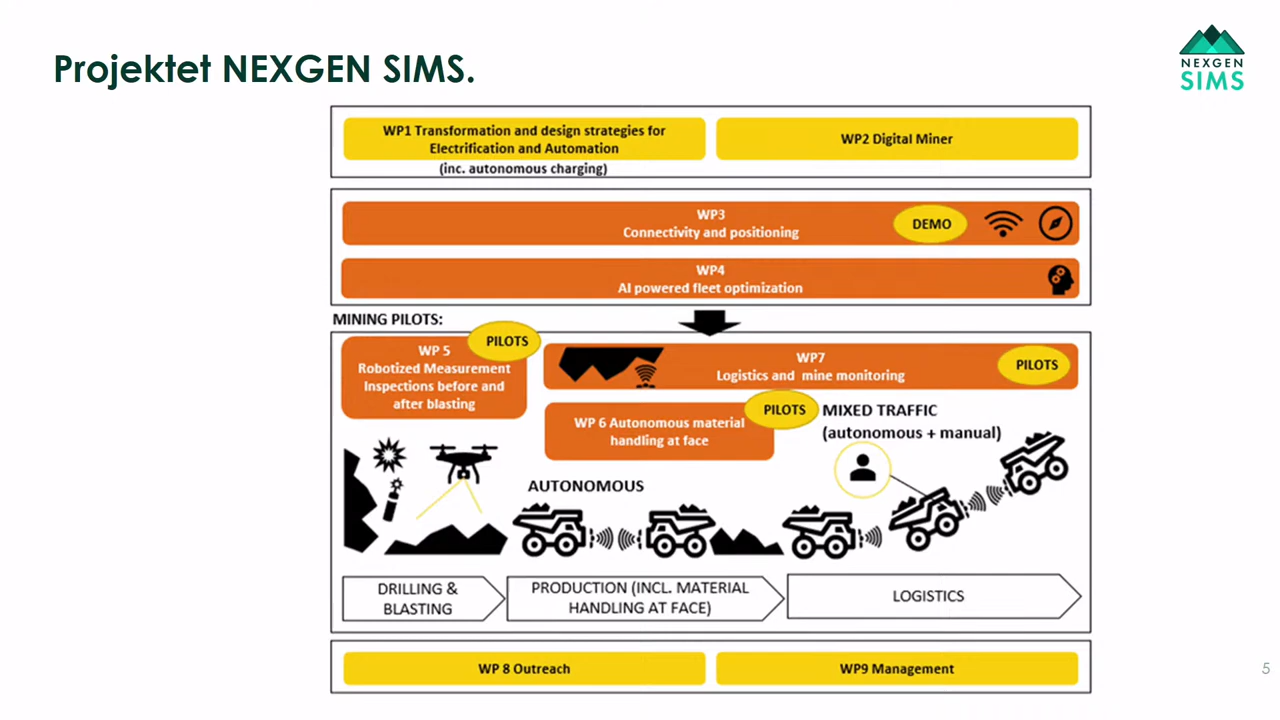 Projektet NEXGEN SIMS.
NEXGEN
SIMS
WP1 Transformation and design strategies for
Electrification and Automation
(inc. autonomous charging)
WP2 Digital Miner
WP3
Connectivity and positioning
DEMO
WP4
AI powered fleet optimization
MINING PILOTS:
WP 5
Robotized Measurement
Inspections before and
after blasting
PILOTS
WP7
Logistics and mine monitoring
PILOTS
WP 6 Autonomous material
handling at face
PILOTS
MIXED TRAFFIC
(autonomous + manual)
AUTONOMOUS
DRILLING &
BLASTING
PRODUCTION (INCL. MATERIAL
HANDLING AT FACE)
LOGISTICS
WP 8 Outreach
WP9 Management
5